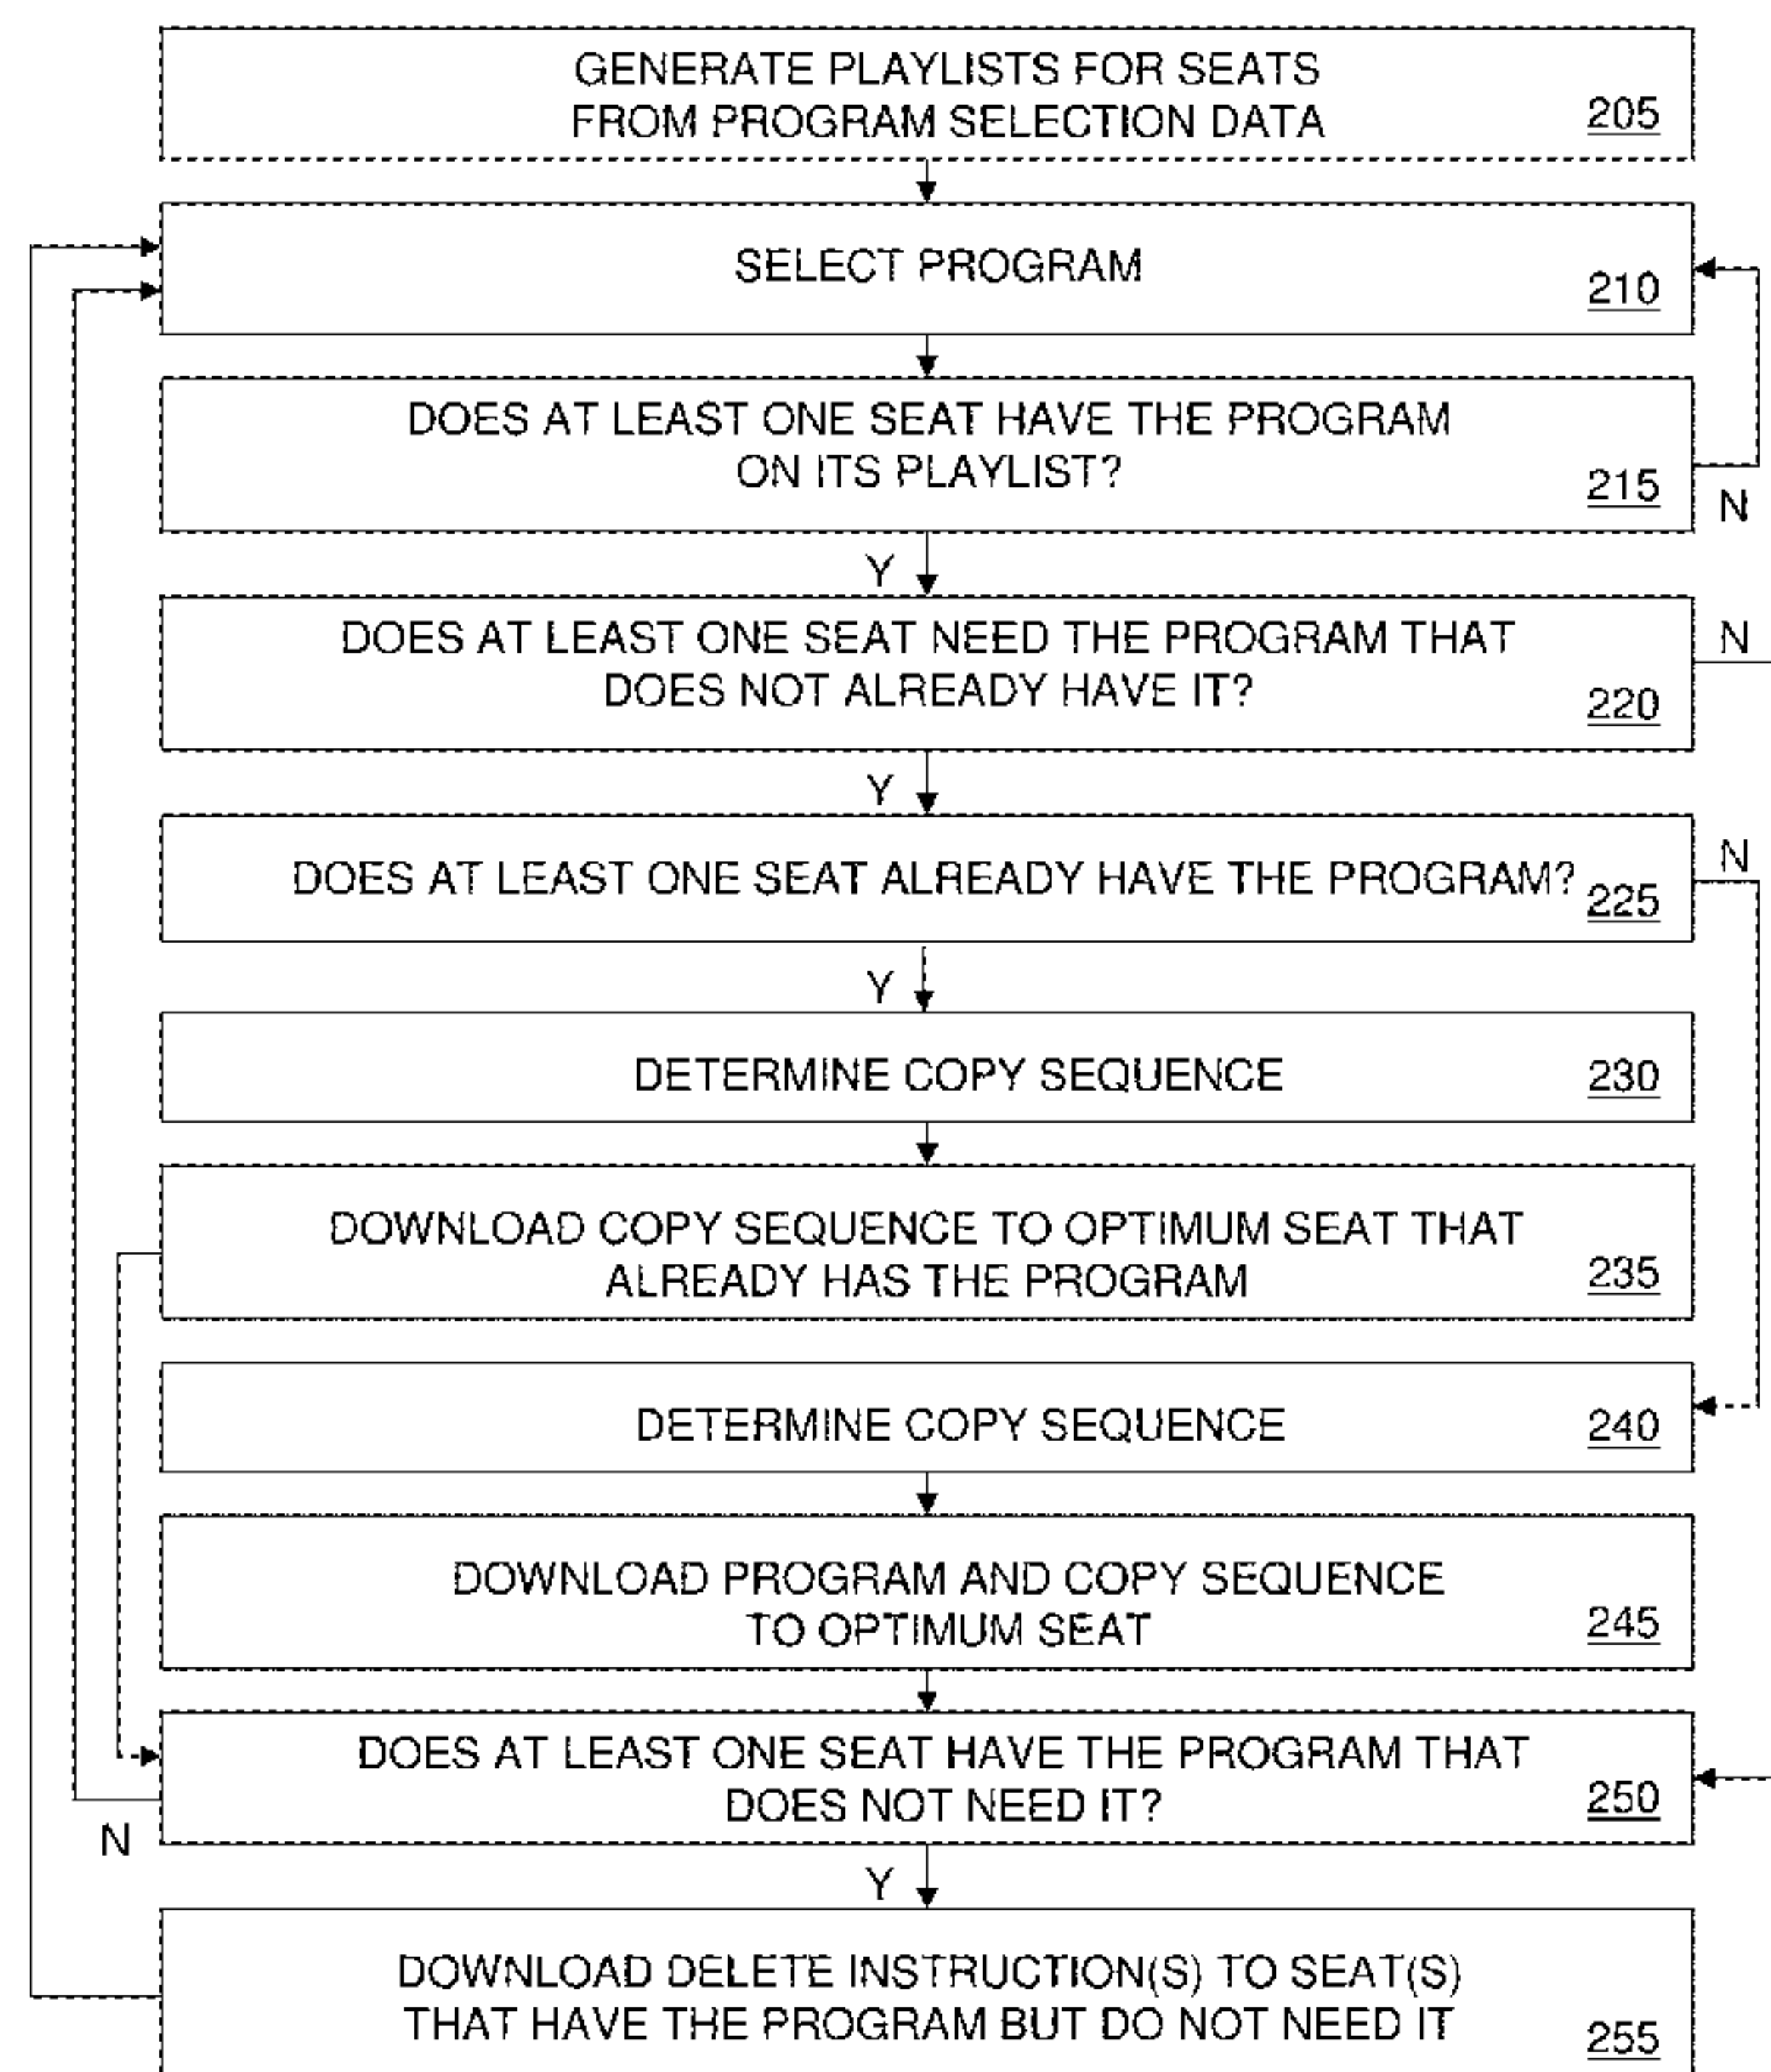 GENERATE PLAYLISTS FOR SEATS
FROM PROGRAM SELECTION DATA
205
SELECT PROGRAM
210
DOES AT LEAST ONE SEAT HAVE THE PROGRAM
ON ITS PLAYLIST?
215
N
Y
DOES AT LEAST ONE SEAT NEED THE PROGRAM THAT
DOES NOT ALREADY HAVE IT?
220
N
Y
DOES AT LEAST ONE SEAT ALREADY HAVE THE PROGRAM?
225
N
Y
DETERMINE COPY SEQUENCE
230
DOWNLOAD COPY SEQUENCE TO OPTIMUM SEAT THAT
ALREADY HAS THE PROGRAM
235
DETERMINE COPY SEQUENCE
240
DOWNLOAD PROGRAM AND COPY SEQUENCE
TO OPTIMUM SEAT
245
DOES AT LEAST ONE SEAT HAVE THE PROGRAM THAT
DOES NOT NEED IT?
250
N
Y
DOWNLOAD DELETE INSTRUCTION(S) TO SEAT(S)
THAT HAVE THE PROGRAM BUT DO NOT NEED IT
255